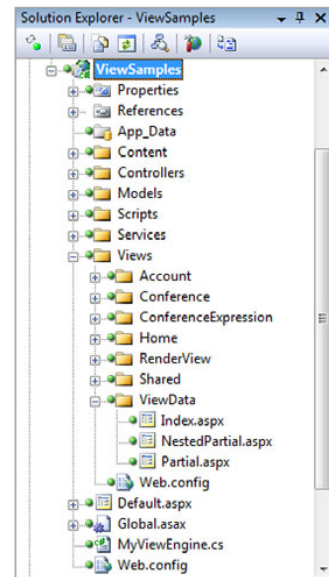 Solution Explorer - ViewSamples
ViewSamples
Properties
References
App_Data
Content
Controllers
Models
Scripts
Services
Views
Account
Conference
ConferenceExpression
Home
RenderView
Shared
ViewData
Index.aspx
NestedPartial.aspx
Partial.aspx
Web.config
Default.aspx
Global.asax
MyViewEngine.cs
Web.config